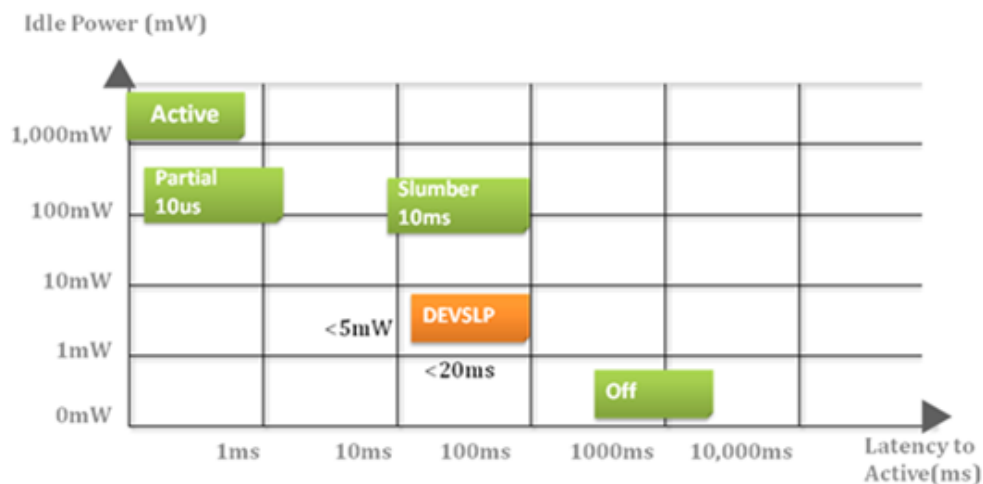 Idle Power (mW)
Active
1,000mW
Partial
10us
Slumber
10ms
100mW
10mW
DEVSLP
<5mW
1mW
<20ms
Off
0mW
1ms
10ms
100ms
1000ms
10,000ms
Latency to
Active(ms)